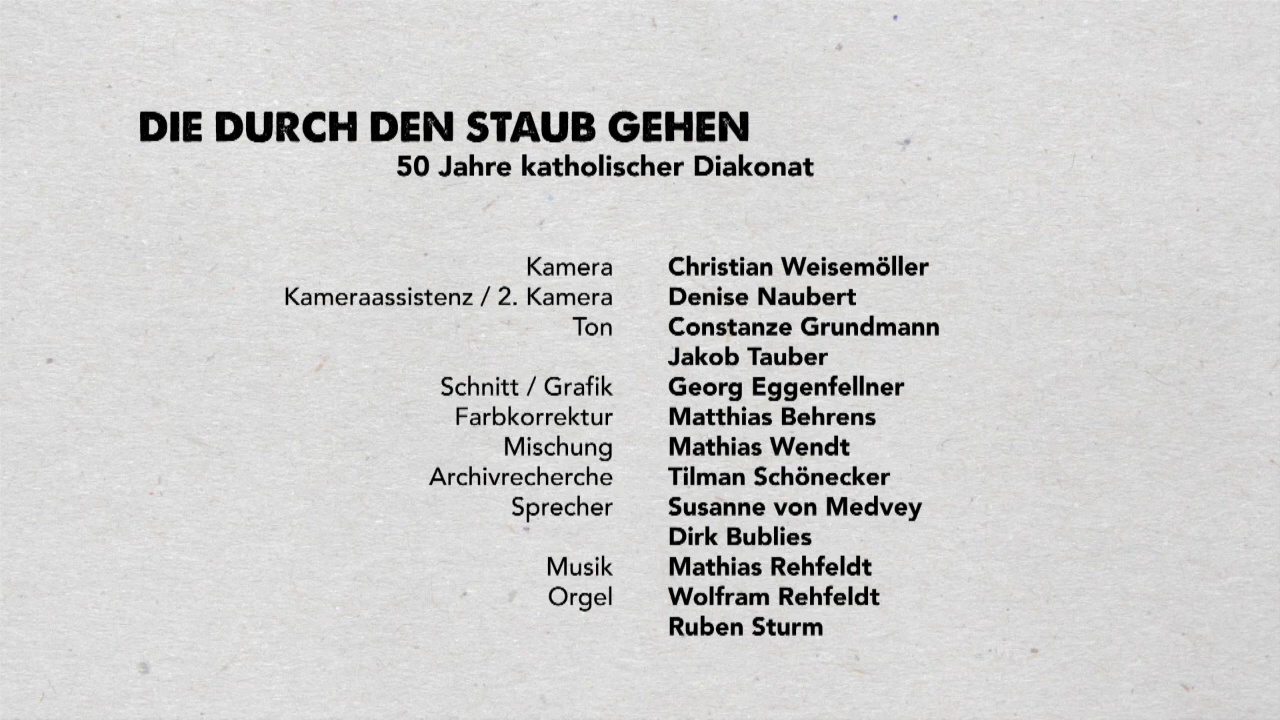 DIE DURCH DEN STAUB GEHEN
50 Jahre katholischer Diakonat
Kamera Christian Weisemöller
Kameraassistenz / 2. Kamera Denise Naubert
Ton Constanze Grundmann
Jakob Tauber
Schnitt / Grafik Georg Eggenfellner
Farbkorrektur Matthias Behrens
Mischung Mathias Wendt
Archivrecherche Tilman Schönecker
Sprecher Susanne von Medvey
Dirk Bublies
Musik Mathias Rehfeldt
Orgel Wolfram Rehfeldt
Ruben Sturm